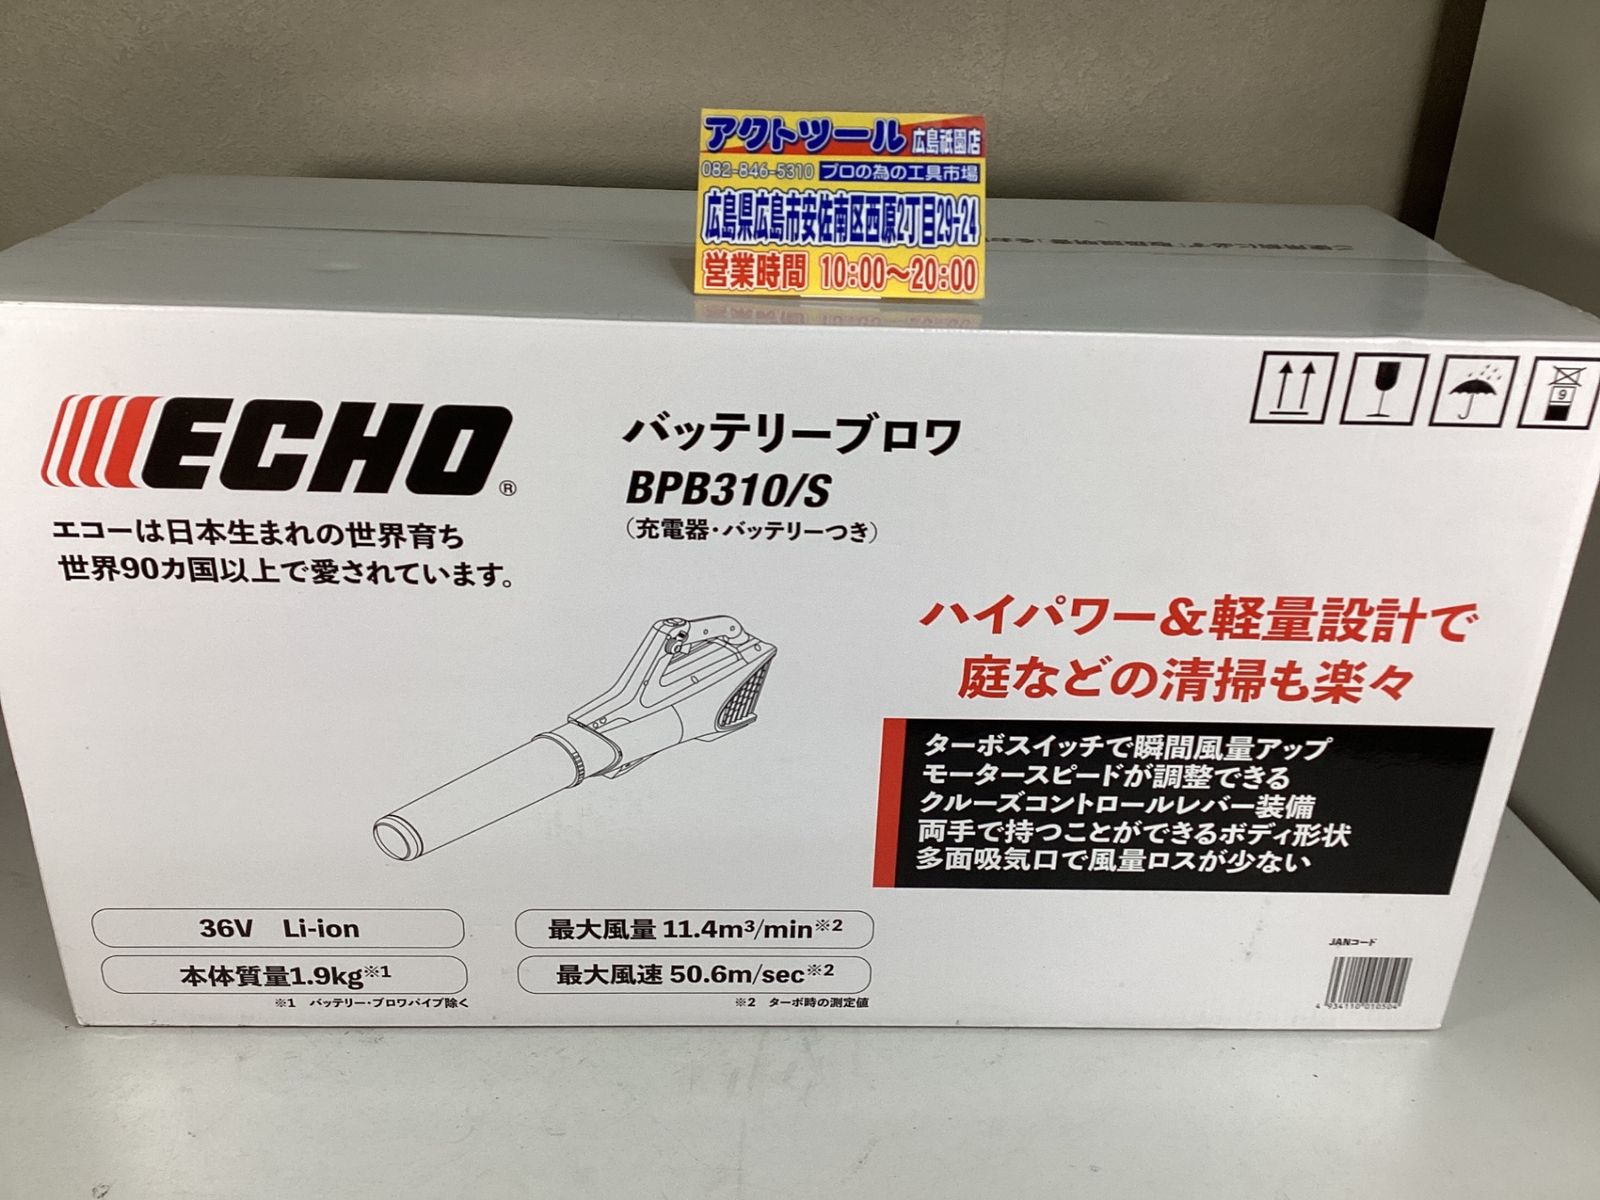 アクトツール 広島祇園店
082-846-5310 プロの為の工具市場
広島県広島市安佐南区西原2丁目29-24
営業時間 10:00～20:00
ECHO®
エコーは日本生まれの世界育ち
世界90カ国以上で愛されています。
バッテリーブロワ
BPB310/S
(充電器・バッテリーつき)
9
ハイパワー&軽量設計で
庭などの清掃も楽々
ターボスイッチで瞬間風量アップ
モータースピードが調整できる
クルーズコントロールレバー装備
両手で持つことができるボディ形状
多面吸気口で風量ロスが少ない
36V Li-ion
本体質量1.9kg※1
※1 バッテリー・ブロワパイプ除く
最大風量 11.4m³/min※2
最大風速 50.6m/sec※2
※2 ターボ時の測定値
JANコード
4 934110 010504